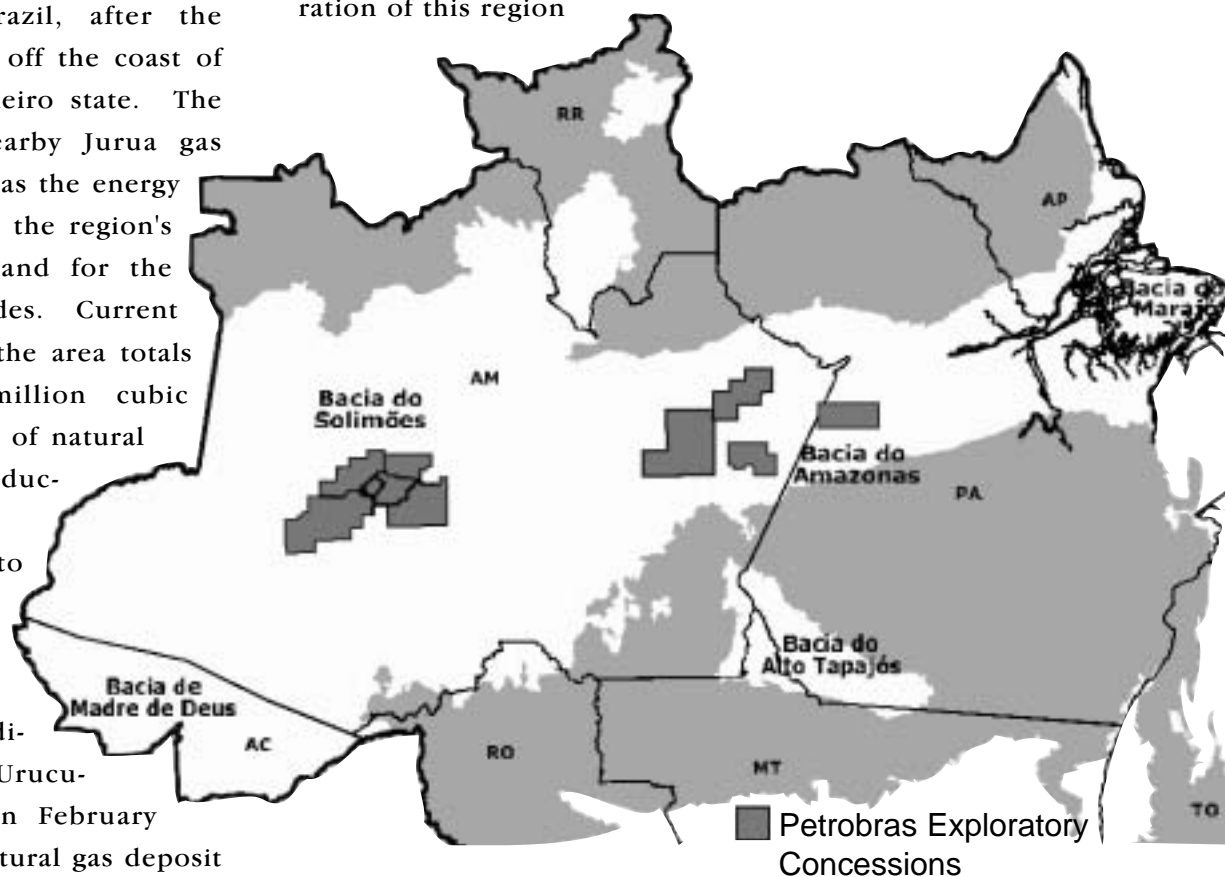 razil, after the
off the coast of
eiro state. The
earby Jurua gas
as the energy
the region's
and for the
des. Current
the area totals
million cubic
of natural
duc-
to
di-
Urucu-
n February
tural gas deposit
ration of this region
RR
AP
Bacia do
Marajo
AM
Bacia do
Solimões
Bacia do
Amazonas
PA
Bacia do
Alto Tapajós
Bacia de
Madre de Deus
AC
RO
MT
TO
Petrobras Exploratory
Concessions